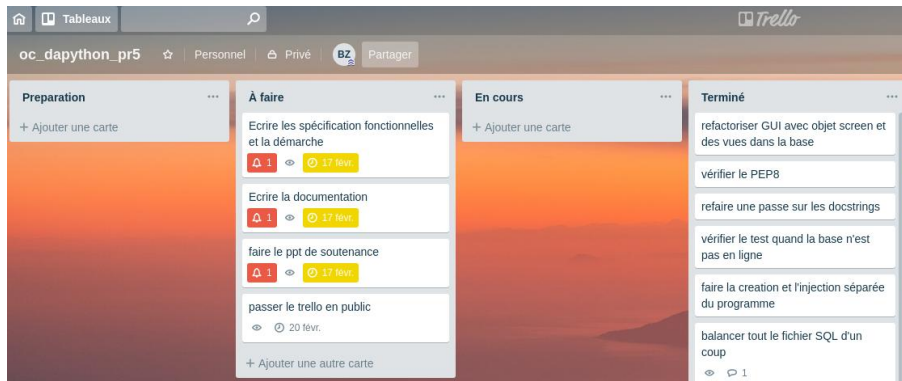 Tableaux
Trello
oc_dapython_pr5
Personnel
Privé
BZ
Partager
Preparation
+ Ajouter une carte
À faire
Ecrire les spécification fonctionnelles
et la démarche
1
17 févr.
Ecrire la documentation
1
17 févr.
faire le ppt de soutenance
1
17 févr.
passer le trello en public
20 févr.
+ Ajouter une autre carte
En cours
+ Ajouter une carte
Terminé
refactoriser GUI avec objet screen et
des vues dans la base
vérifier le PEP8
refaire une passe sur les docstrings
vérifier le test quand la base n'est
pas en ligne
faire la creation et l'injection séparée
du programme
balancer tout le fichier SQL d'un
coup
1